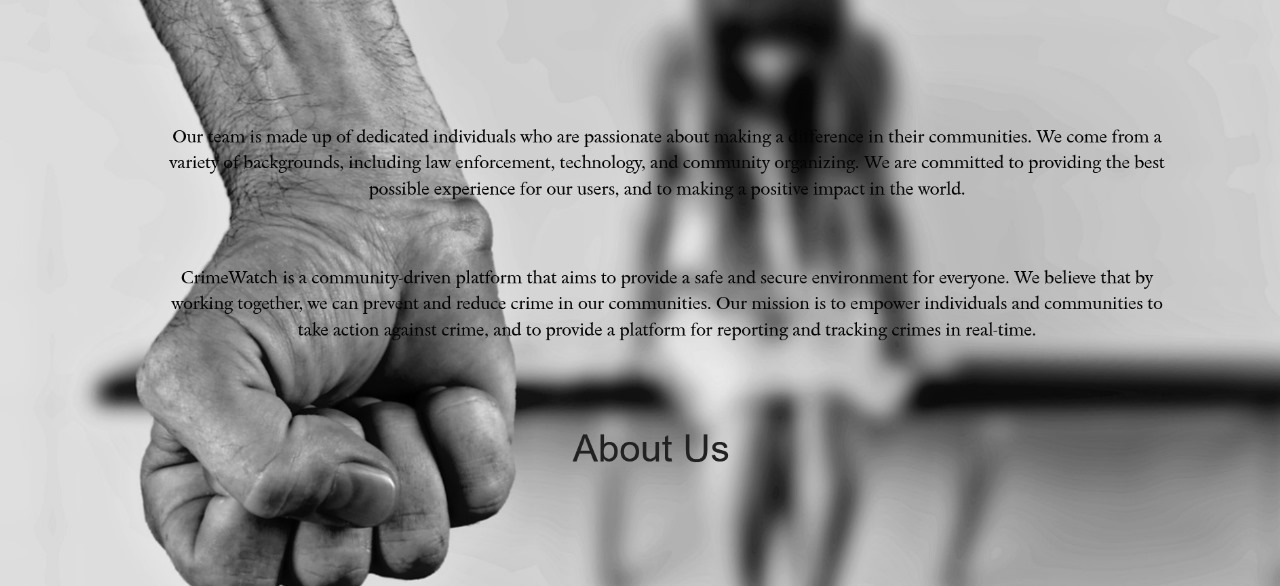 Our team is made up of dedicated individuals who are passionate about making a difference in their communities. We come from a
variety of backgrounds, including law enforcement, technology, and community organizing. We are committed to providing the best
possible experience for our users, and to making a positive impact in the world.
CrimeWatch is a community-driven platform that aims to provide a safe and secure environment for everyone. We believe that by
working together, we can prevent and reduce crime in our communities. Our mission is to empower individuals and communities to
take action against crime, and to provide a platform for reporting and tracking crimes in real-time.
About Us